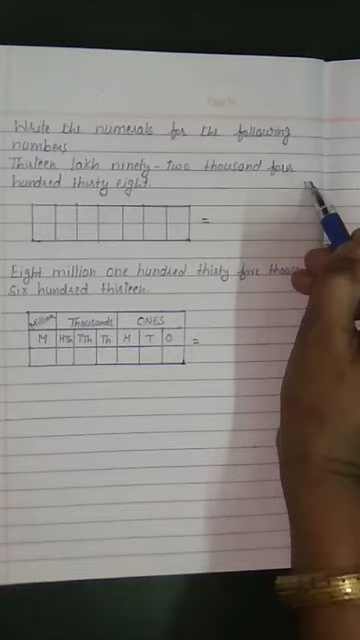 Write the numerals for the following
numbers
Thirteen lakh ninety-two thousand four
hundred thirty eight.
=
Eight million one hundred thirty five thousand
six hundred thirteen.
Million Thousands ONES
M HTh TTh Th H T O =